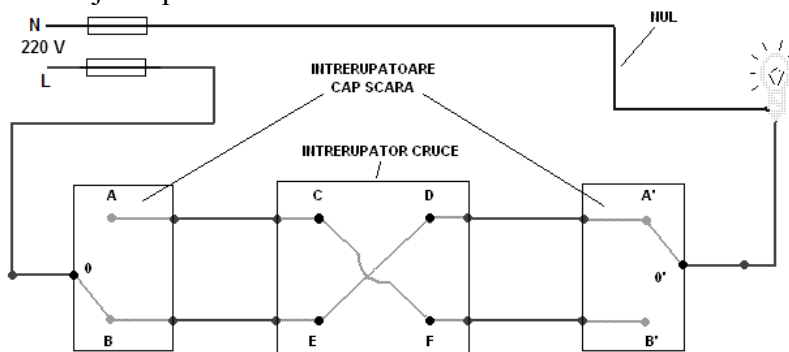 N
NUL
220 V
L
INTRERUPATOARE
CAP SCARA
INTRERUPATOR CRUCE
A C D A'
0 0'
B E F B'